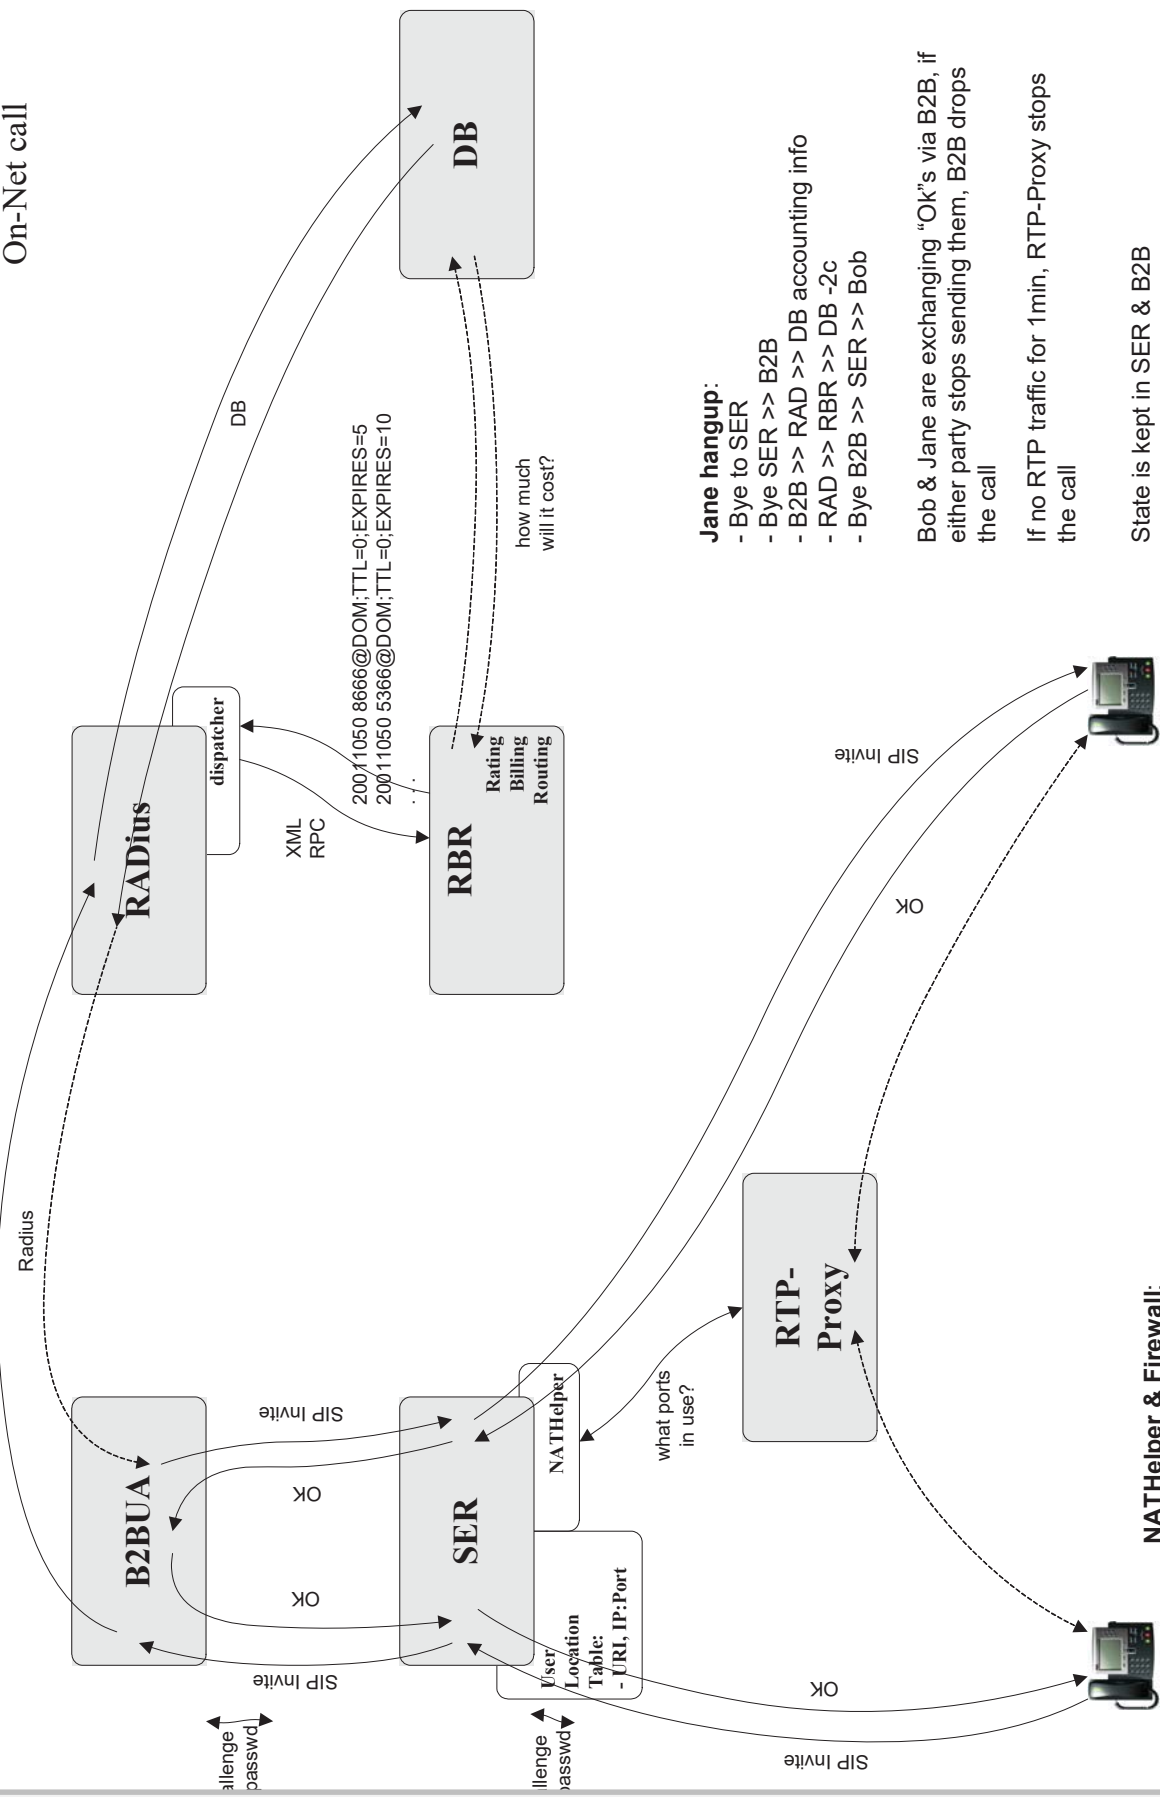 On-Net call
DB
RADius
dispatcher
DB
Radius
XML
RPC
20011050 8666@DOM;TTL=0;EXPIRES=5
20011050 5366@DOM;TTL=0;EXPIRES=10
. . .
RBR
Rating
Billing
Routing
how much
will it cost?
B2BUA
SIP Invite
OK
OK
SIP Invite
allenge
passwd
SER
NATHelper
User
Location
Table:
- URI, IP:Port
llenge
passwd
what ports
in use?
RTP-
Proxy
SIP Invite
OK
OK
SIP Invite
Jane hangup:
- Bye to SER
- Bye SER >> B2B
- B2B >> RAD >> DB accounting info
- RAD >> RBR >> DB -2c
- Bye B2B >> SER >> Bob
Bob & Jane are exchanging “Ok”s via B2B, if
either party stops sending them, B2B drops
the call
If no RTP traffic for 1min, RTP-Proxy stops
the call
State is kept in SER & B2B
NATHelper & Firewall: